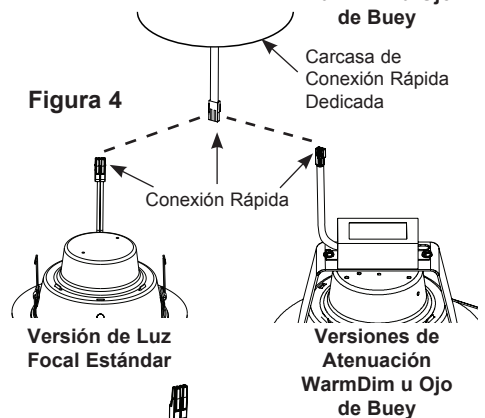 de Buey
Carcasa de
Conexión Rápida
Dedicada
Figura 4
Conexión Rápida
Versión de Luz
Focal Estándar
Versiones de
Atenuación
WarmDim u Ojo
de Buey